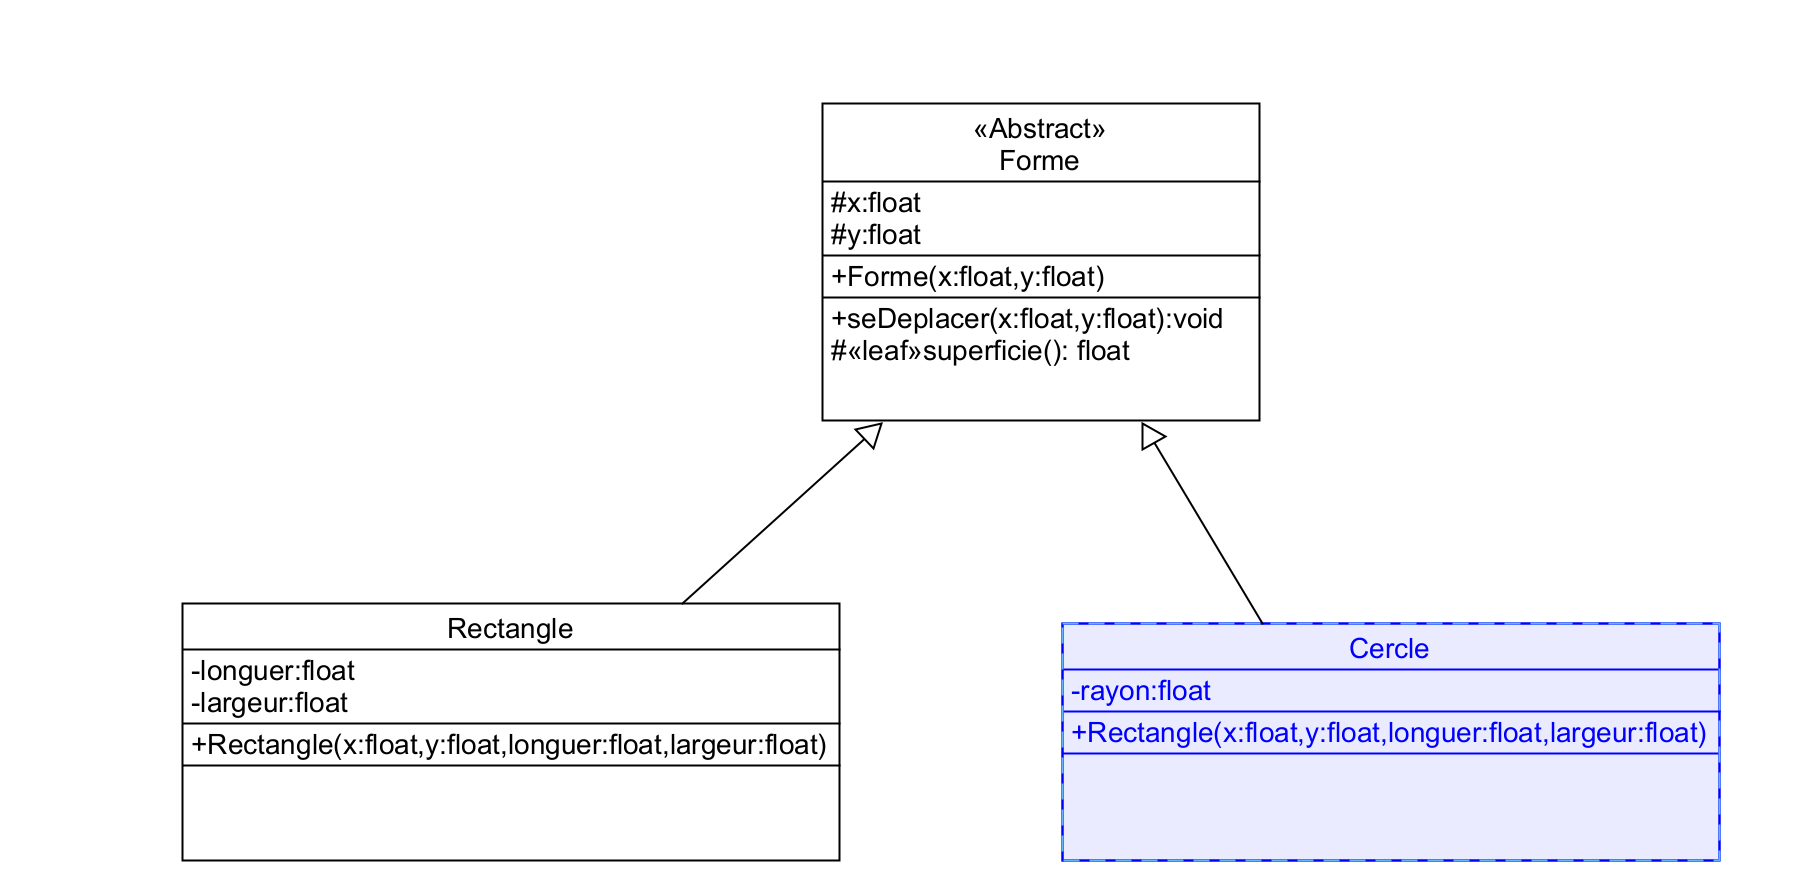 «Abstract»
Forme
#x:float
#y:float
+Forme(x:float,y:float)
+seDeplacer(x:float,y:float):void
#«leaf»superficie(): float
Rectangle
-longuer:float
-largeur:float
+Rectangle(x:float,y:float,longuer:float,largeur:float)
Cercle
-rayon:float
+Rectangle(x:float,y:float,longuer:float,largeur:float)